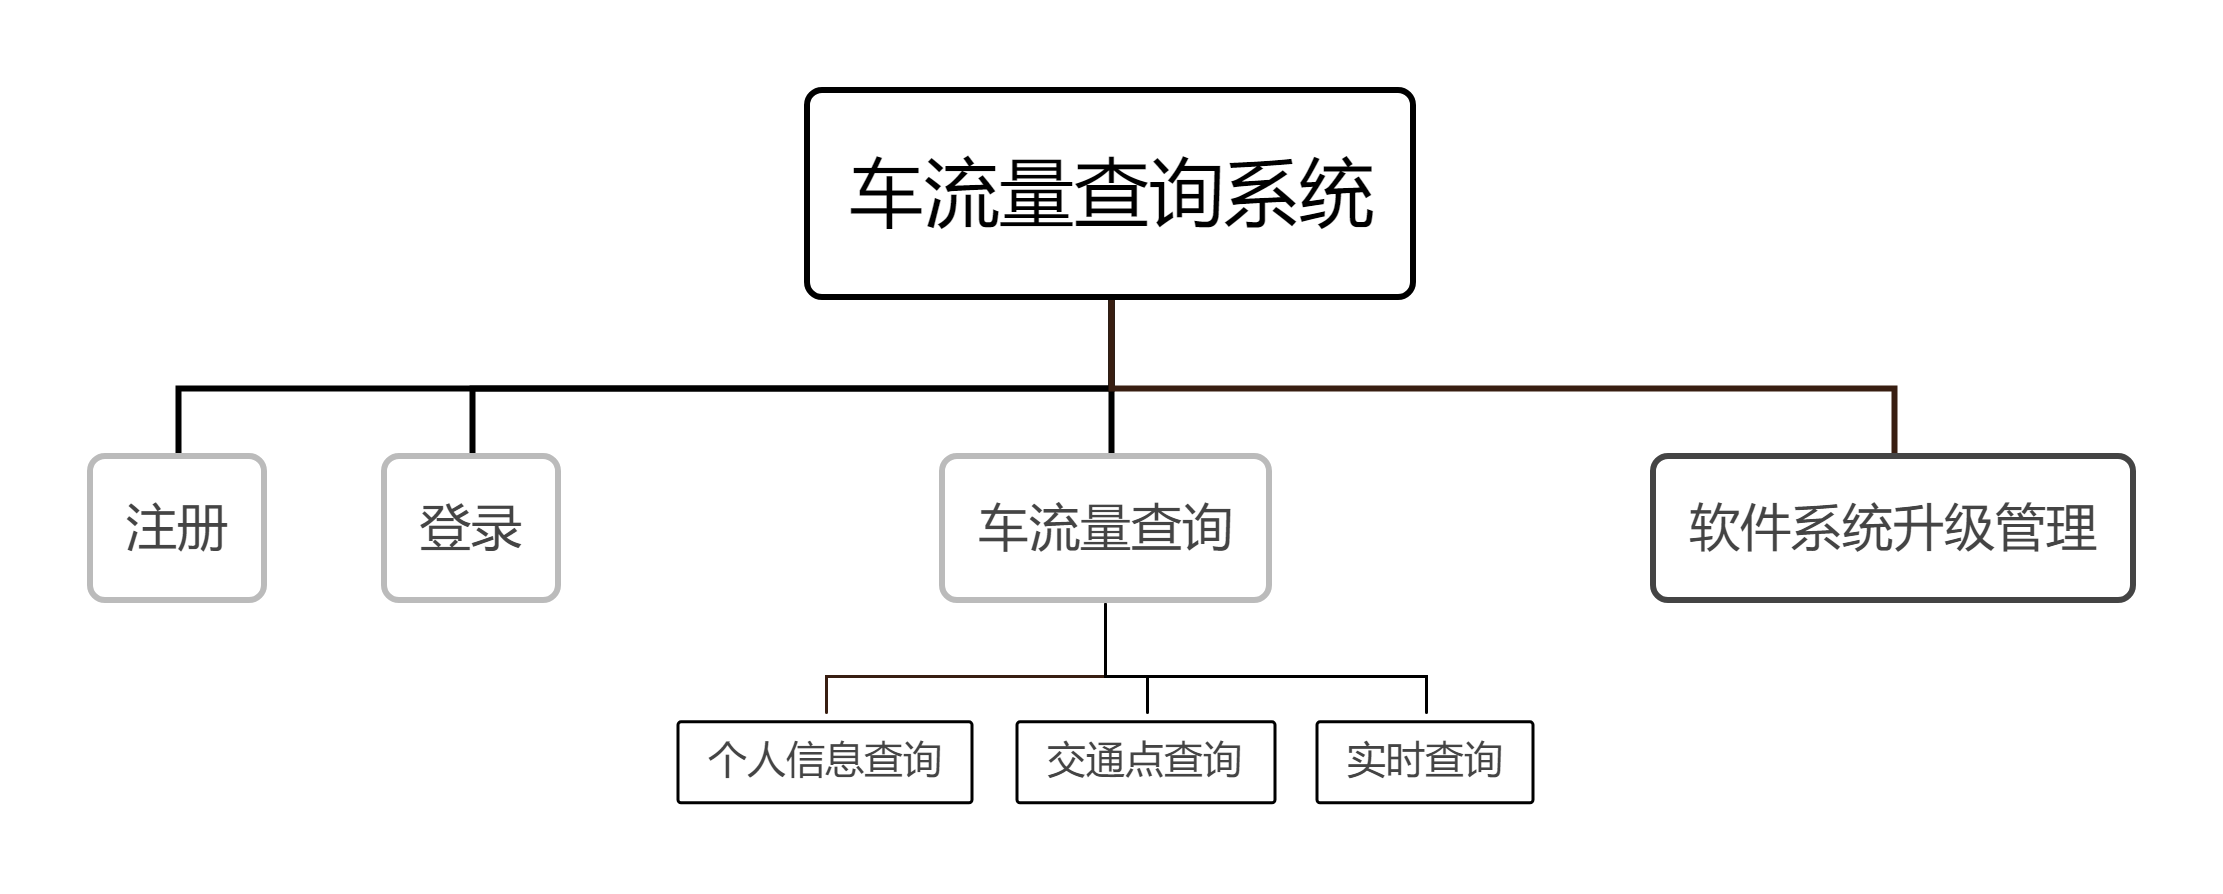 车流量查询系统
注册
登录
车流量查询
软件系统升级管理
个人信息查询
交通点查询
实时查询